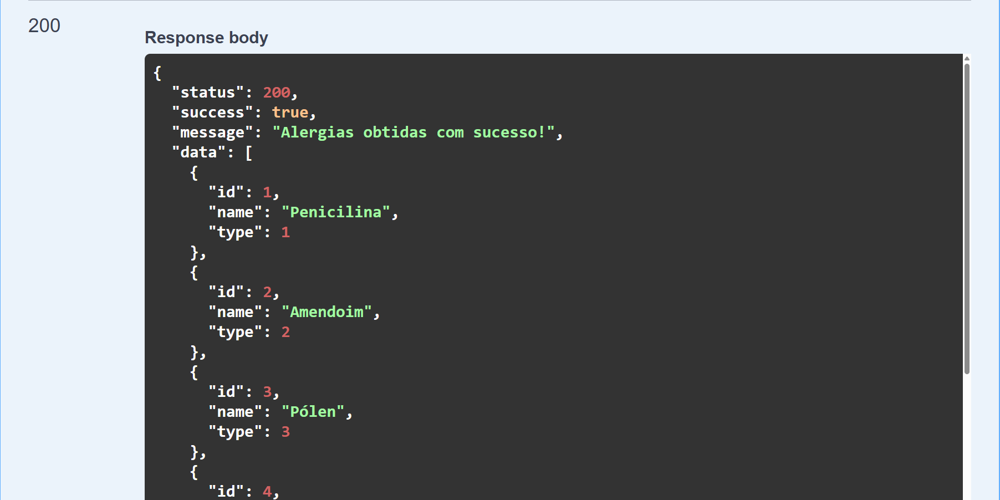 200
Response body
{
  "status": 200,
  "success": true,
  "message": "Alergias obtidas com sucesso!",
  "data": [
    {
      "id": 1,
      "name": "Penicilina",
      "type": 1
    },
    {
      "id": 2,
      "name": "Amendoim",
      "type": 2
    },
    {
      "id": 3,
      "name": "Pólen",
      "type": 3
    },
    {
      "id": 4,